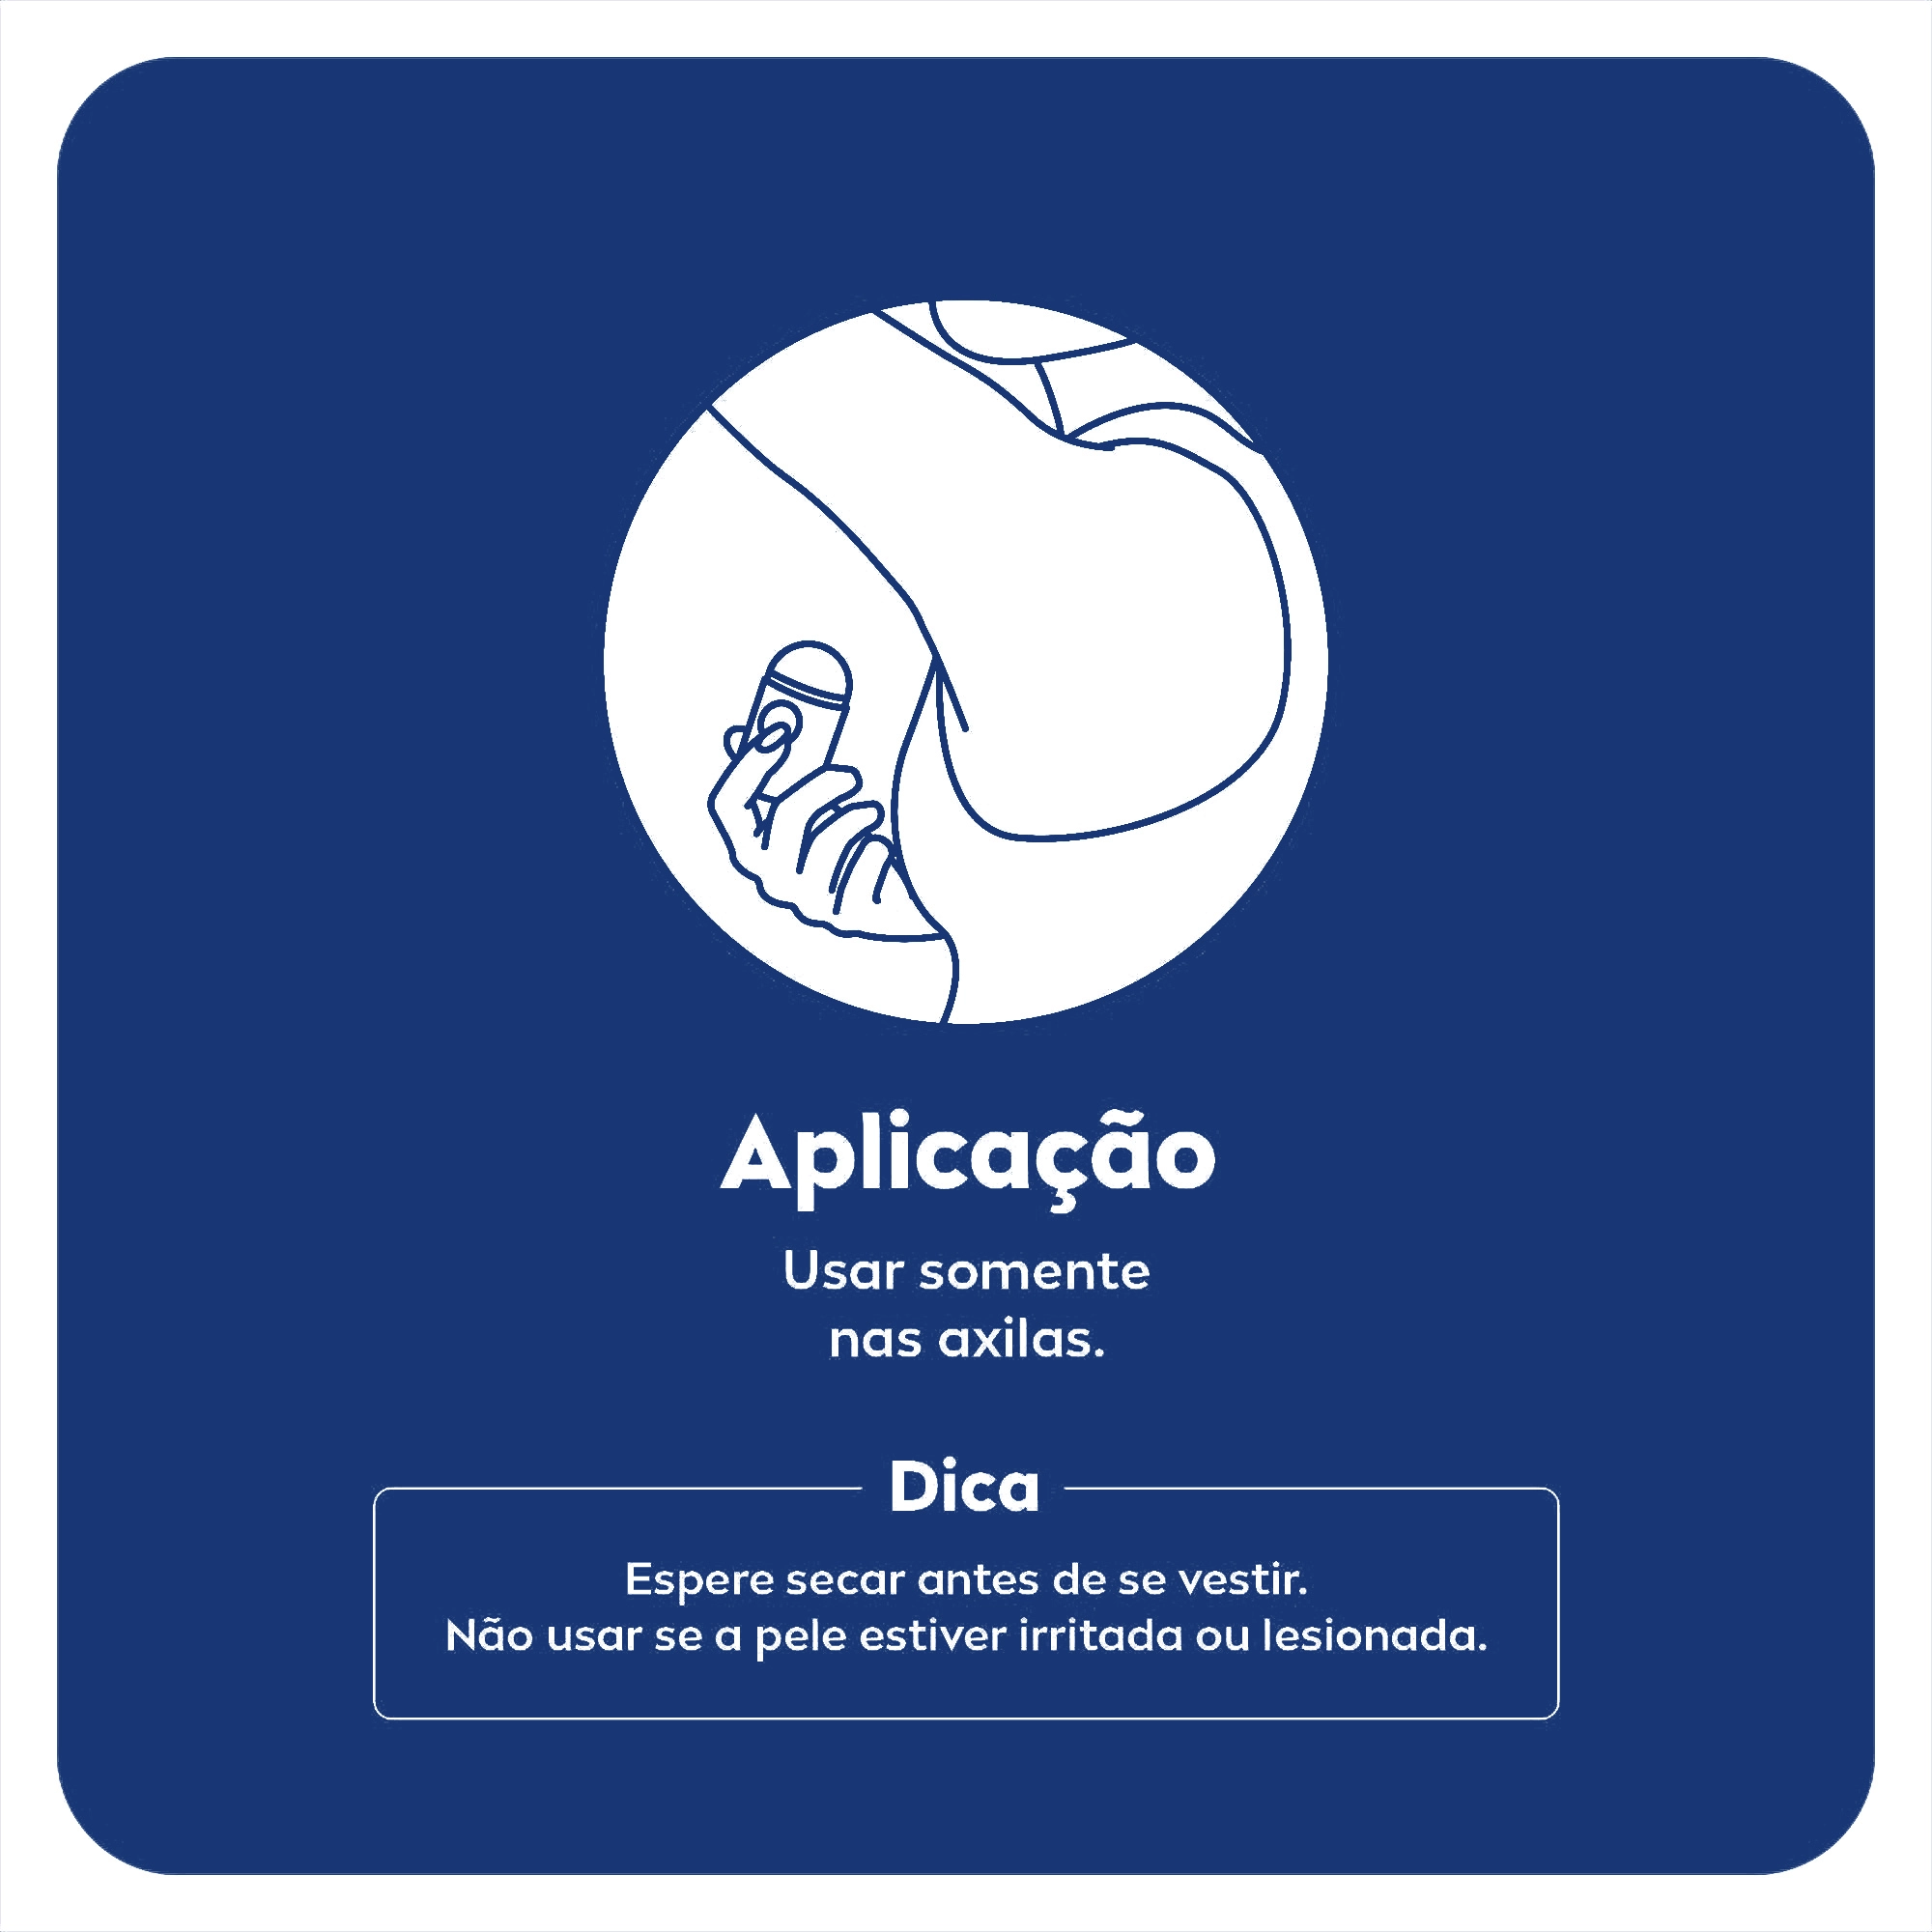 Aplicação
Usar somente
nas axilas.
Dica
Espere secar antes de se vestir.
Não usar se a pele estiver irritada ou lesionada.